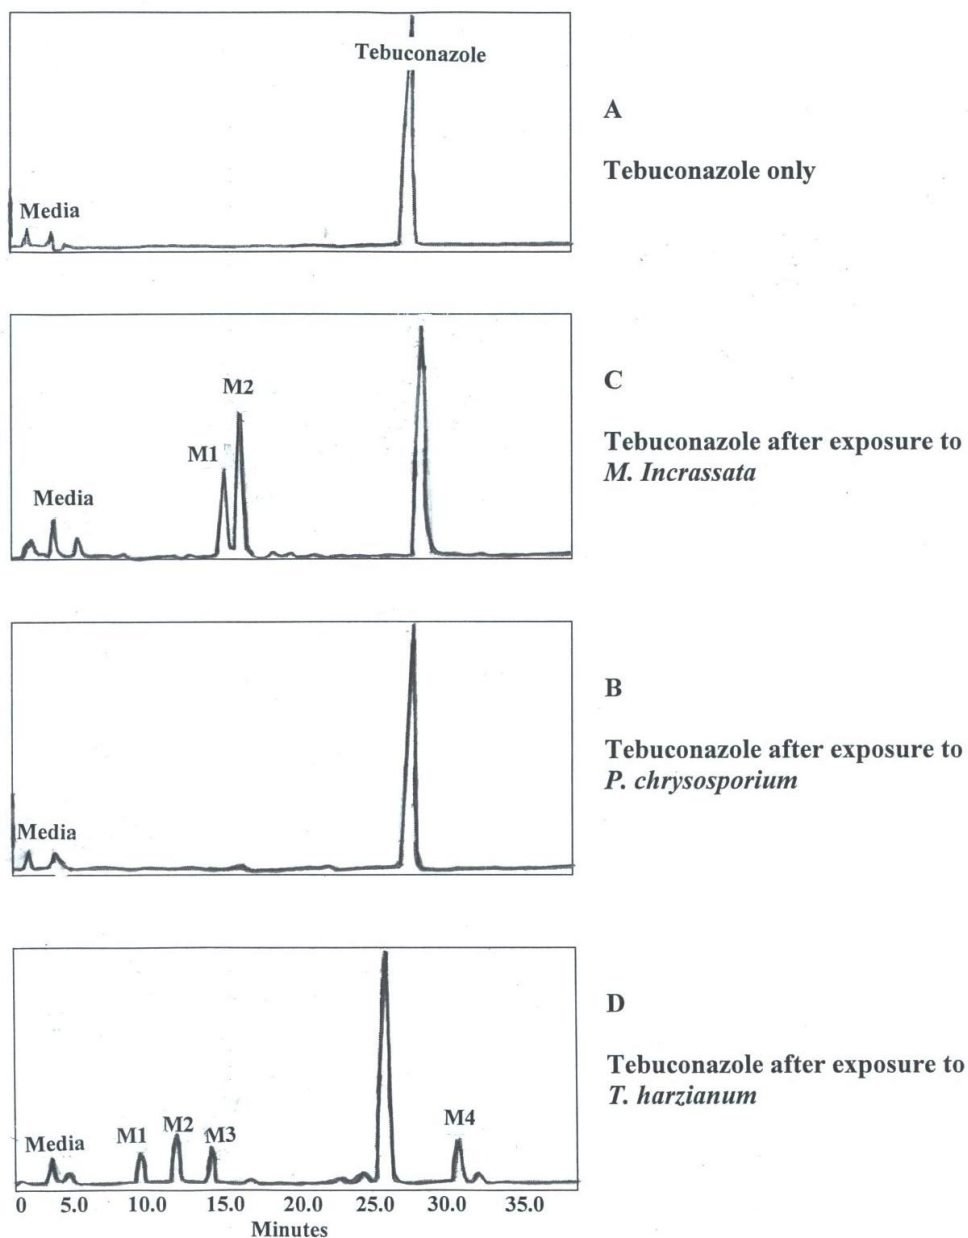 Tebuconazole
Media
A
Tebuconazole only
M2
M1
Media
C
Tebuconazole after exposure to
M. Incrassata
Media
B
Tebuconazole after exposure to
P. chrysosporium
Media
M1
M2
M3
M4
D
Tebuconazole after exposure to
T. harzianum
0 5.0 10.0 15.0 20.0 25.0 30.0 35.0
Minutes